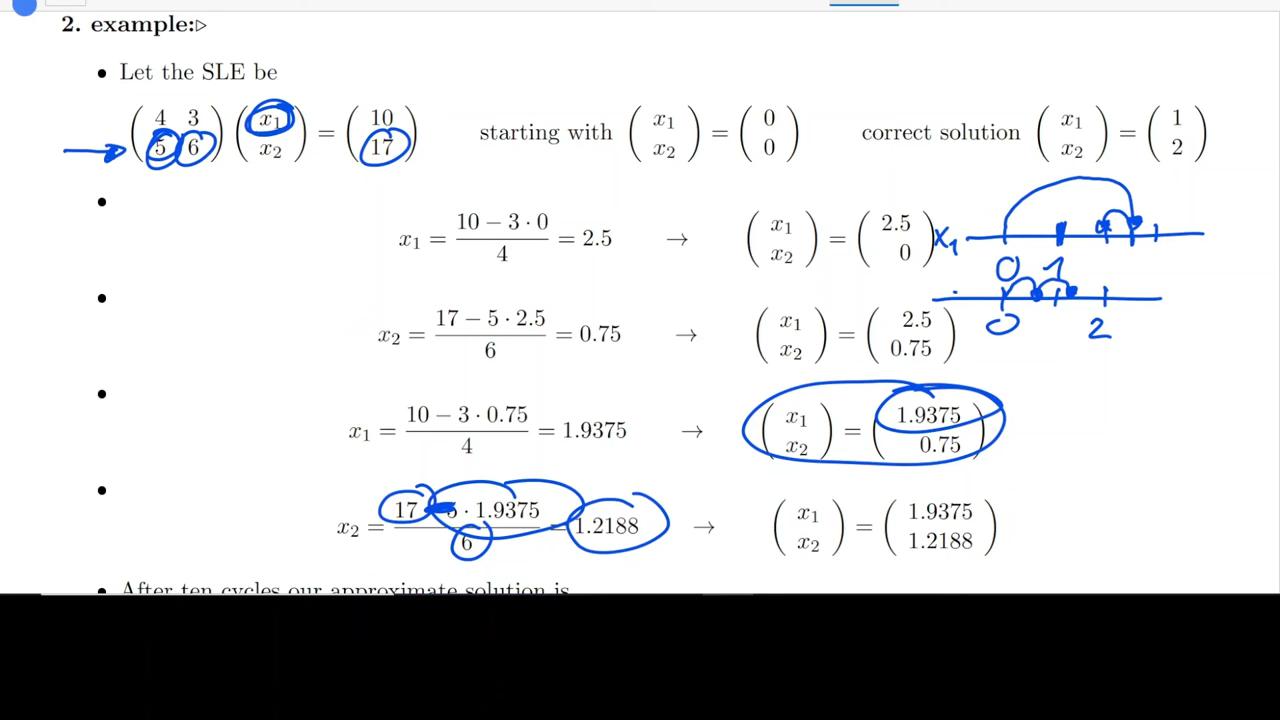 2. example:▷
• Let the SLE be
( 4 3 ; 5 6 ) ( x₁ ; x₂ ) = ( 10 ; 17 ) starting with ( x₁ ; x₂ ) = ( 0 ; 0 ) correct solution ( x₁ ; x₂ ) = ( 1 ; 2 )
• x₁ = (10 − 3 · 0)/4 = 2.5 → ( x₁ ; x₂ ) = ( 2.5 ; 0 )
x₁
0 1
• x₂ = (17 − 5 · 2.5)/6 = 0.75 → ( x₁ ; x₂ ) = ( 2.5 ; 0.75 )
0 2
• x₁ = (10 − 3 · 0.75)/4 = 1.9375 → ( x₁ ; x₂ ) = ( 1.9375 ; 0.75 )
• x₂ = (17 − 5 · 1.9375)/6 = 1.2188 → ( x₁ ; x₂ ) = ( 1.9375 ; 1.2188 )
• After ten cycles our approximate solution is